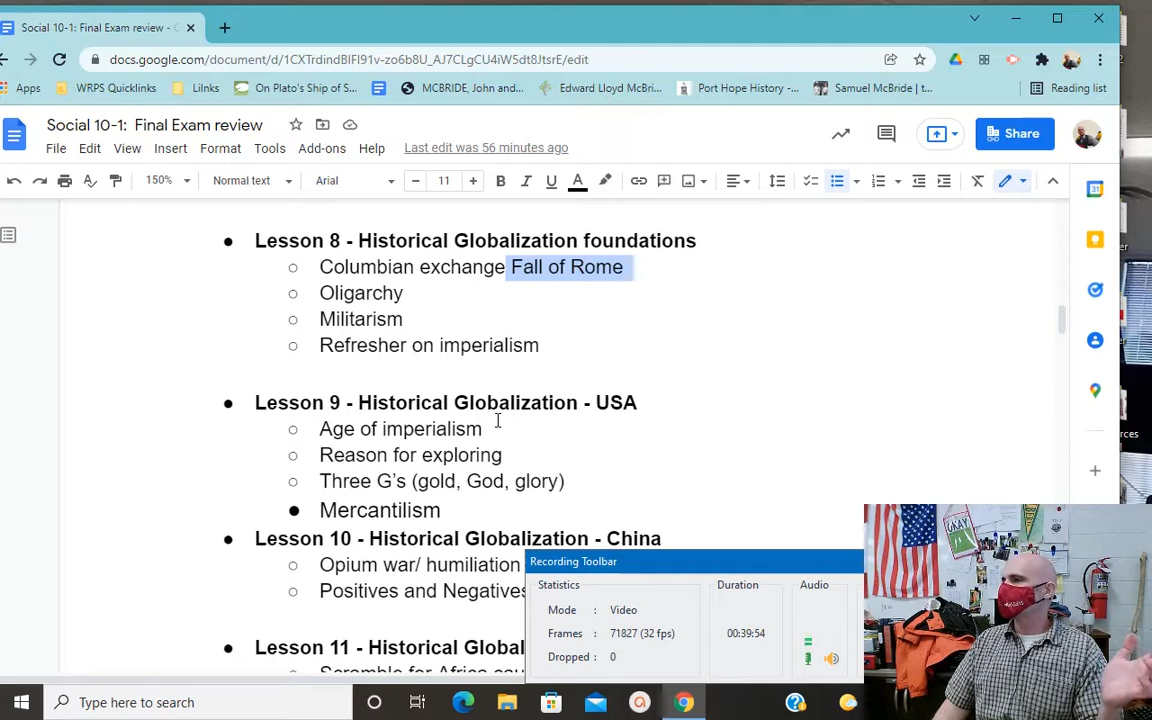 Social 10-1: Final Exam review -
docs.google.com/document/d/1CXTrdindBlFl91v-zo6b8U_AJ7CLgCU4iW5dt8JtsrE/edit
Apps WRPS Quicklinks Lilnks On Plato's Ship of S... MCBRIDE, John and... Edward Lloyd McBri... Port Hope History -... Samuel McBride | t... Reading list
Social 10-1: Final Exam review
Share
File Edit View Insert Format Tools Add-ons Help Last edit was 56 minutes ago
150% Normal text Arial 11 B I U A
31
Lesson 8 - Historical Globalization foundations
Columbian exchange Fall of Rome
Oligarchy
Militarism
Refresher on imperialism
Lesson 9 - Historical Globalization - USA
Age of imperialism
Reason for exploring
Three G's (gold, God, glory)
Mercantilism
Lesson 10 - Historical Globalization - China
Opium war/ humiliation
Positives and Negatives
Lesson 11 - Historical Global
Recording Toolbar
Statistics Duration Audio
Mode : Video
Frames : 71827 (32 fps) 00:39:54
Dropped : 0
OKAY
Type here to search